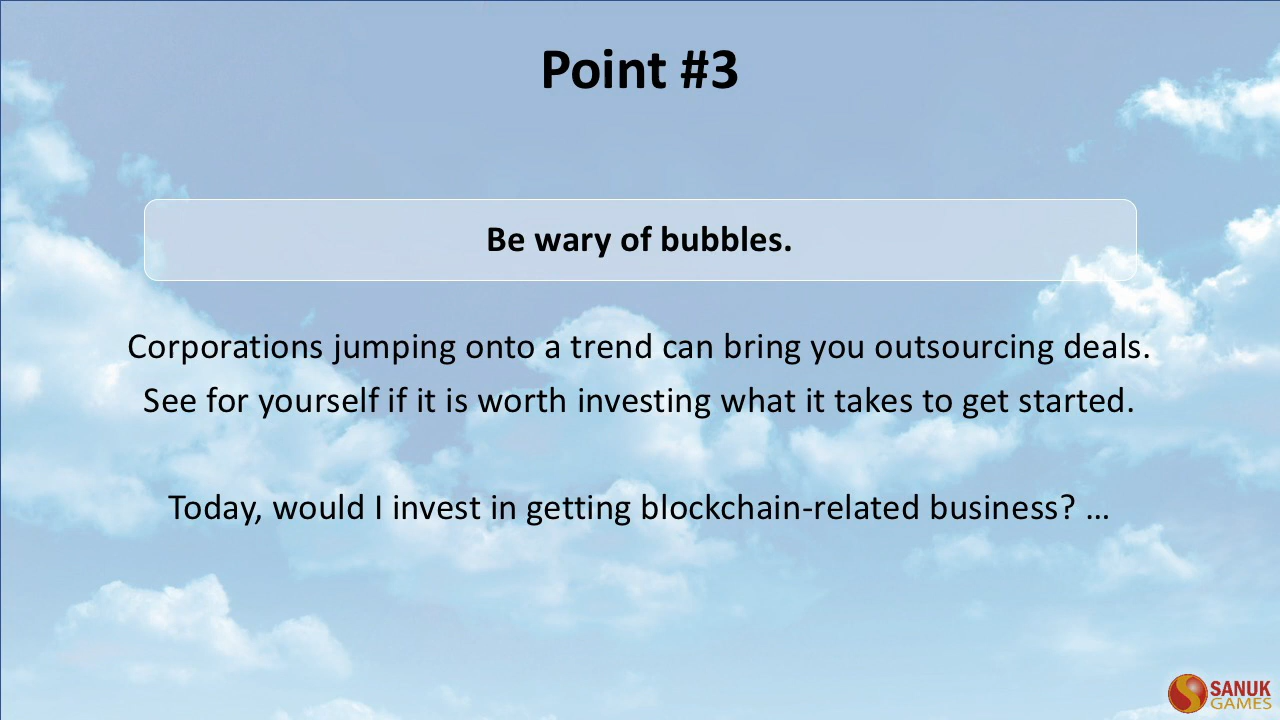 Point #3
Be wary of bubbles.
Corporations jumping onto a trend can bring you outsourcing deals.
See for yourself if it is worth investing what it takes to get started.
Today, would I invest in getting blockchain-related business? …
SANUK
GAMES